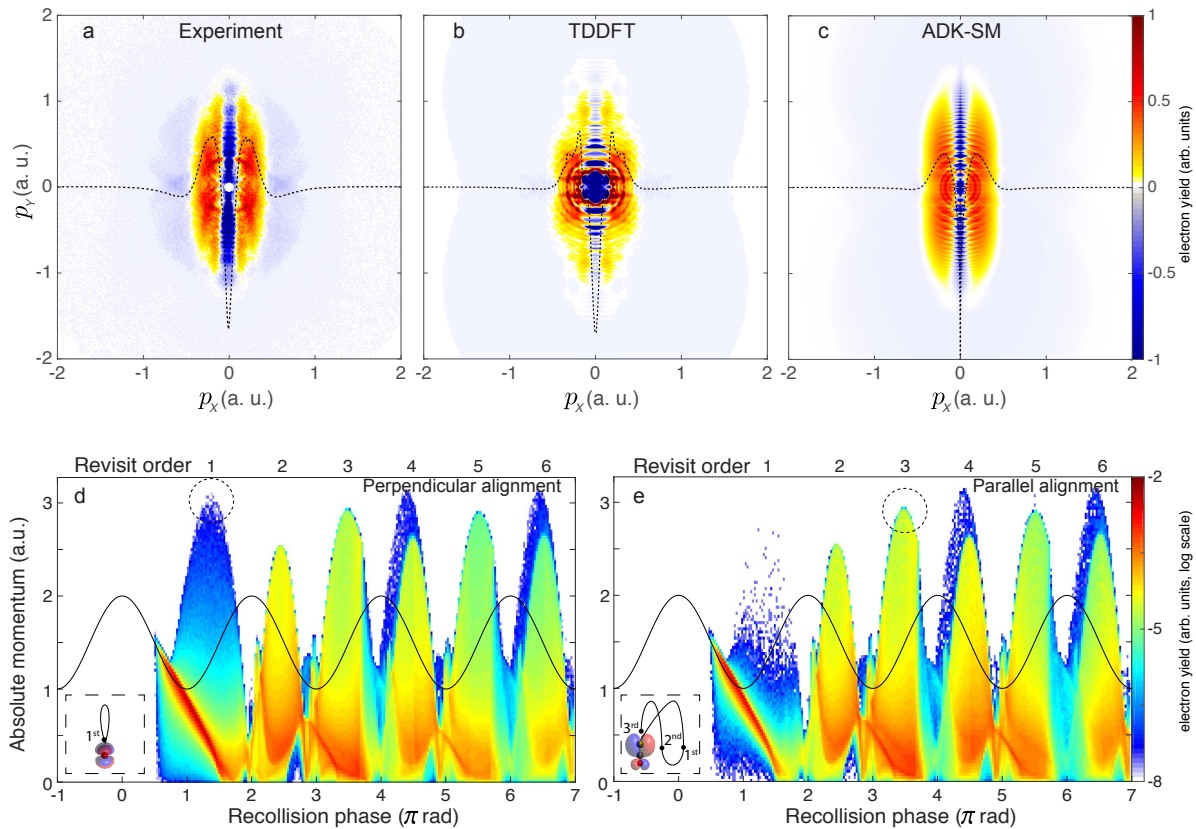 a Experiment
b TDDFT
c ADK-SM
2
1
0
-1
-2
p_Y (a. u.)
-2 -1 0 1 2
-2 -1 0 1 2
-2 -1 0 1 2
p_X (a. u.)
p_X (a. u.)
p_X (a. u.)
1
0.5
0
-0.5
-1
electron yield (arb. units)
Revisit order 1 2 3 4 5 6
d Perpendicular alignment
3
2
1
0
Absolute momentum (a.u.)
1st
-1 0 1 2 3 4 5 6 7
Recollision phase (π rad)
Revisit order 1 2 3 4 5 6
e Parallel alignment
3
2
1
0
3rd
2nd
1st
-1 0 1 2 3 4 5 6 7
Recollision phase (π rad)
-2
-5
-8
electron yield (arb. units, log scale)